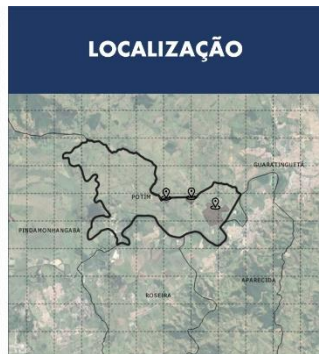 LOCALIZAÇÃO
GUARATINGUETÁ
POTIM
PINDAMONHANGABA
APARECIDA
ROSEIRA